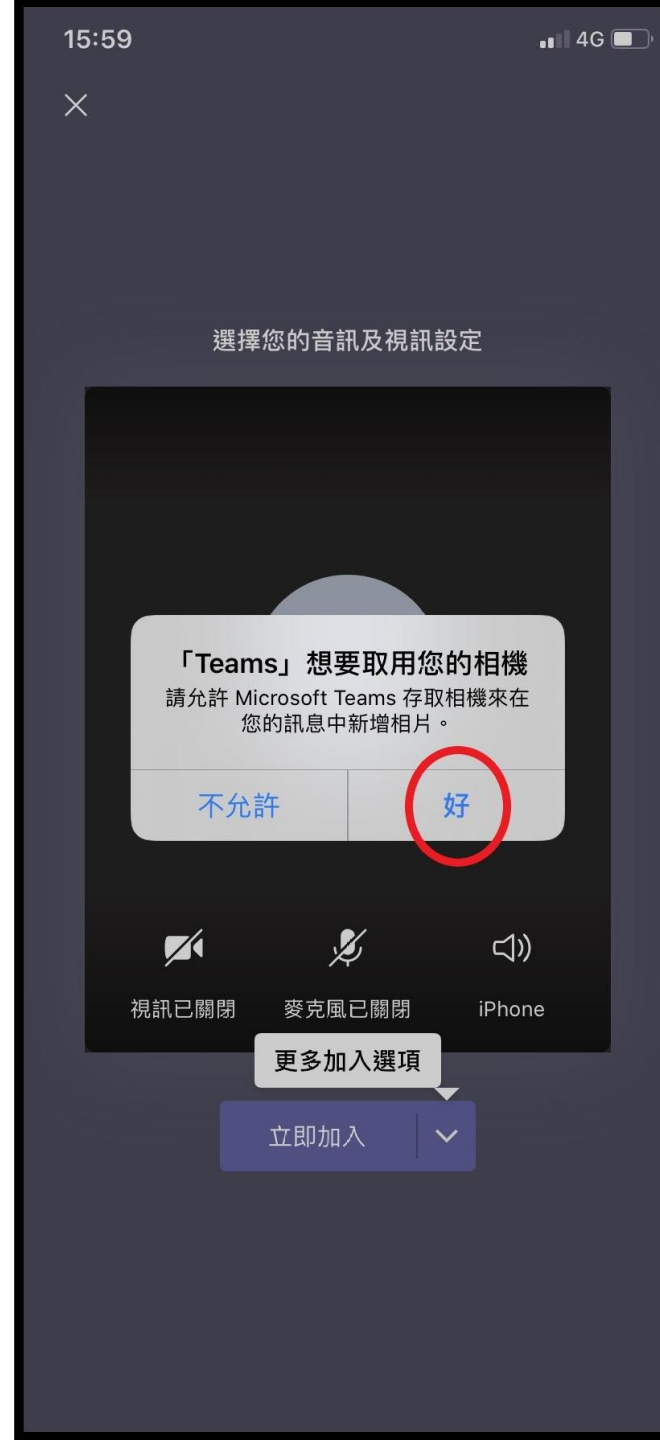 15:59
4G
選擇您的音訊及視訊設定
「Teams」想要取用您的相機
請允許 Microsoft Teams 存取相機來在
您的訊息中新增相片。
不允許
好
視訊已關閉
麥克風已關閉
iPhone
更多加入選項
立即加入